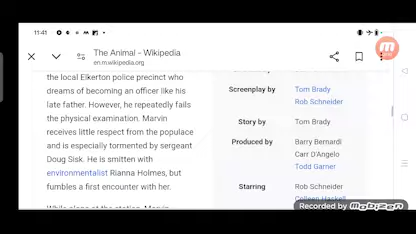 11:41
The Animal - Wikipedia
en.m.wikipedia.org
the local Elkerton police precinct who
dreams of becoming an officer like his
late father. However, he repeatedly fails
the physical examination. Marvin
receives little respect from the populace
and is especially tormented by sergeant
Doug Sisk. He is smitten with
environmentalist Rianna Holmes, but
fumbles a first encounter with her.
Screenplay by Tom Brady
Rob Schneider
Story by Tom Brady
Produced by Barry Bernardi
Carr D'Angelo
Todd Garner
Starring Rob Schneider
Colleen Haskell
Recorded by Mobizen